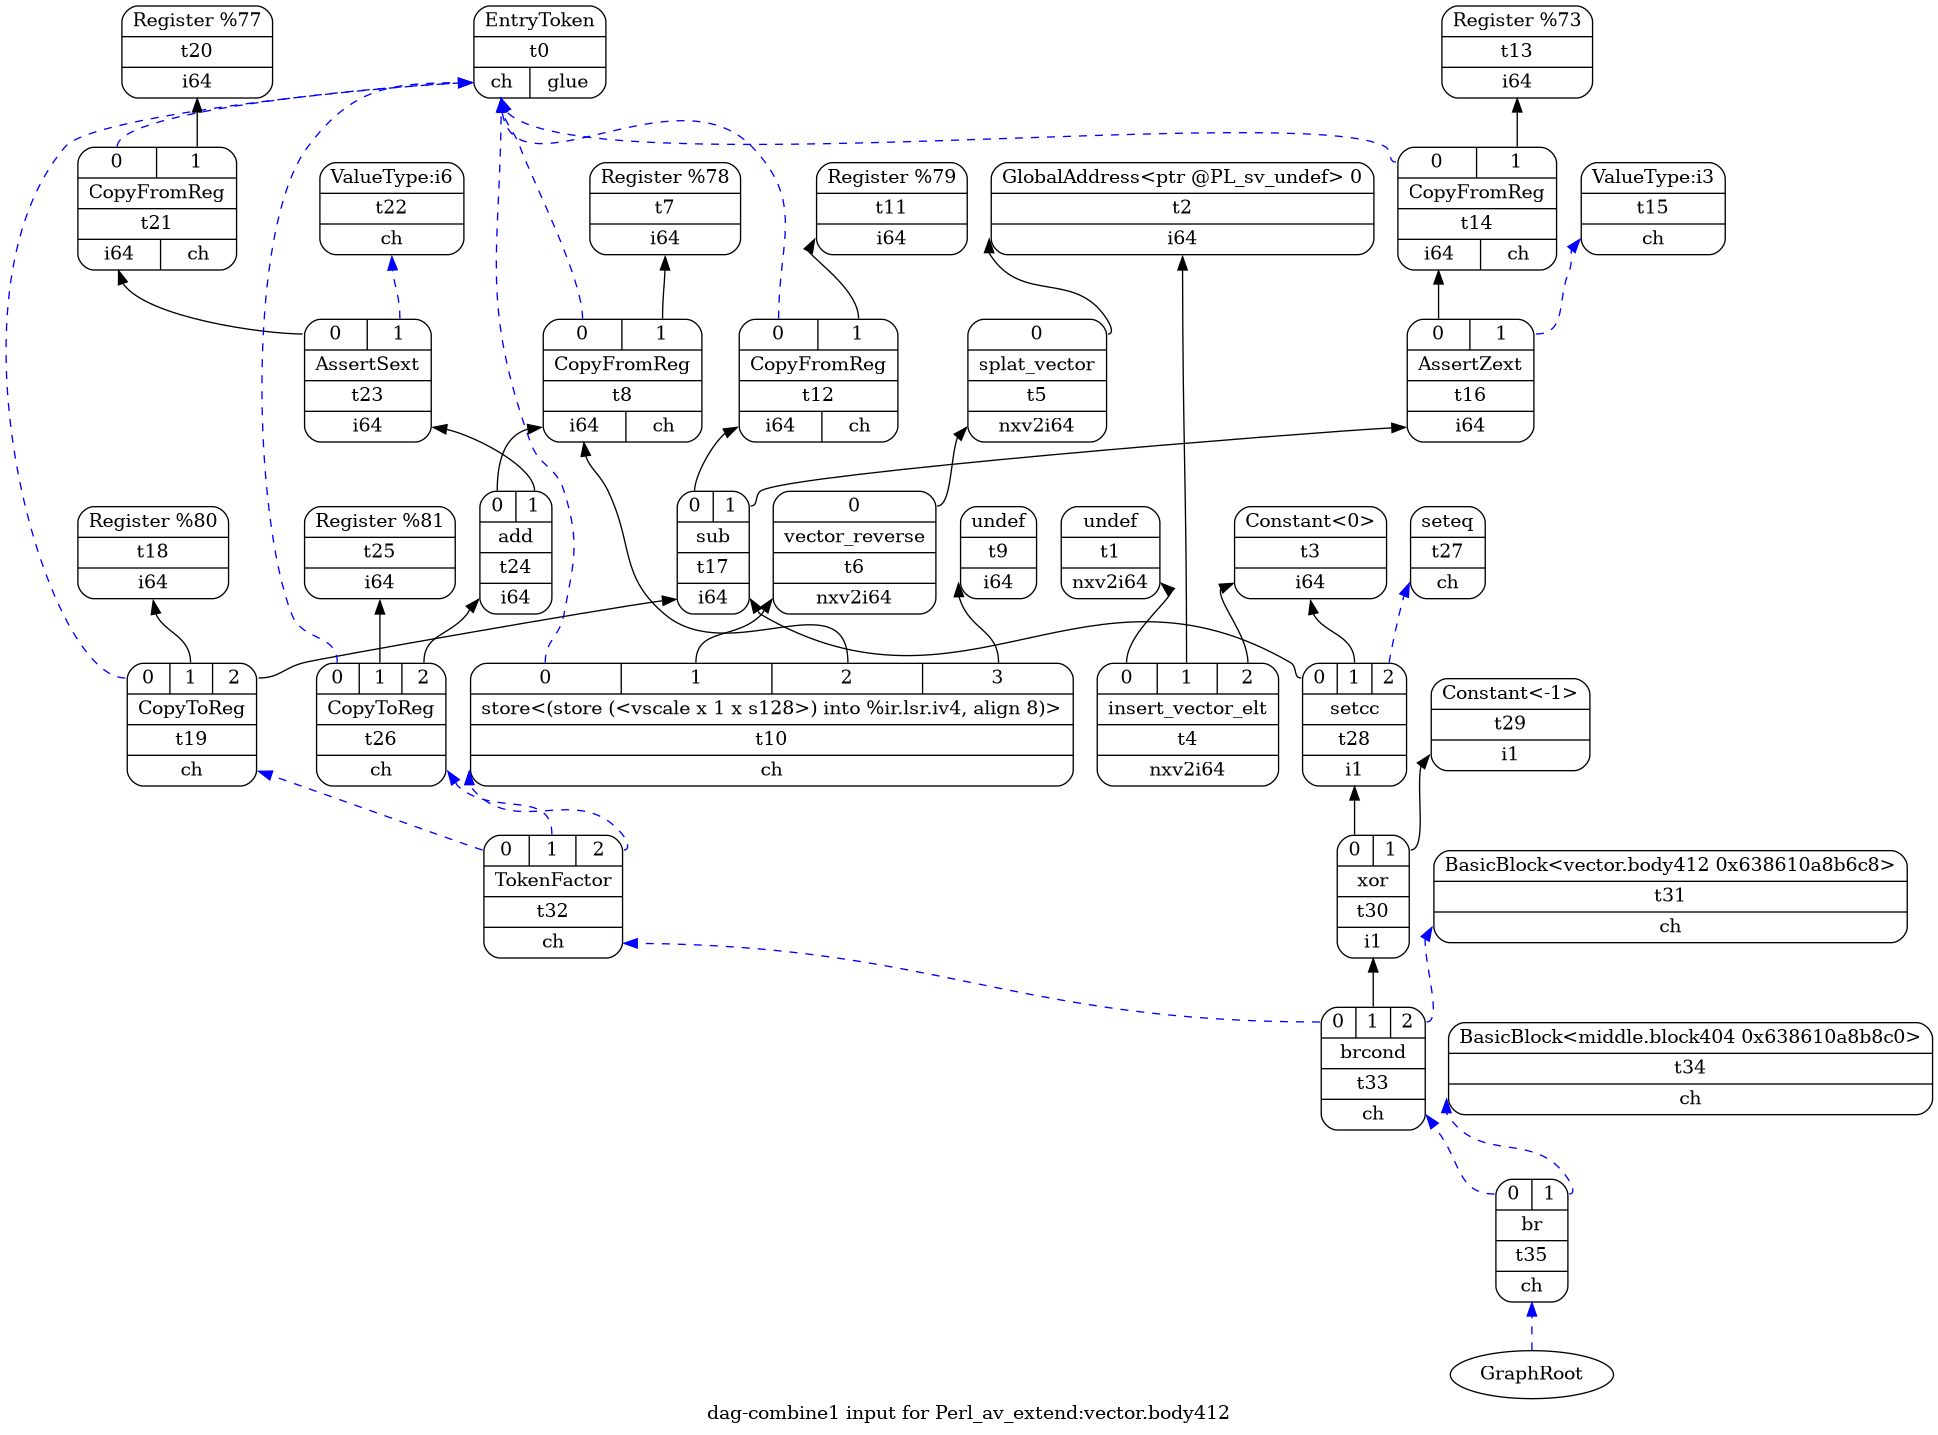 Register %77
t20
i64
EntryToken
t0
ch glue
Register %73
t13
i64
0 1
CopyFromReg
t21
i64 ch
ValueType:i6
t22
ch
Register %78
t7
i64
Register %79
t11
i64
GlobalAddress<ptr @PL_sv_undef> 0
t2
i64
0 1
CopyFromReg
t14
i64 ch
ValueType:i3
t15
ch
0 1
AssertSext
t23
i64
0 1
CopyFromReg
t8
i64 ch
0 1
CopyFromReg
t12
i64 ch
0
splat_vector
t5
nxv2i64
0 1
AssertZext
t16
i64
Register %80
t18
i64
Register %81
t25
i64
0 1
add
t24
i64
0 1
sub
t17
i64
0
vector_reverse
t6
nxv2i64
undef
t9
i64
undef
t1
nxv2i64
Constant<0>
t3
i64
seteq
t27
ch
0 1 2
CopyToReg
t19
ch
0 1 2
CopyToReg
t26
ch
0 1 2 3
store<(store (<vscale x 1 x s128>) into %ir.lsr.iv4, align 8)>
t10
ch
0 1 2
insert_vector_elt
t4
nxv2i64
0 1 2
setcc
t28
i1
Constant<-1>
t29
i1
0 1 2
TokenFactor
t32
ch
0 1
xor
t30
i1
BasicBlock<vector.body412 0x638610a8b6c8>
t31
ch
0 1 2
brcond
t33
ch
BasicBlock<middle.block404 0x638610a8b8c0>
t34
ch
0 1
br
t35
ch
GraphRoot
dag-combine1 input for Perl_av_extend:vector.body412